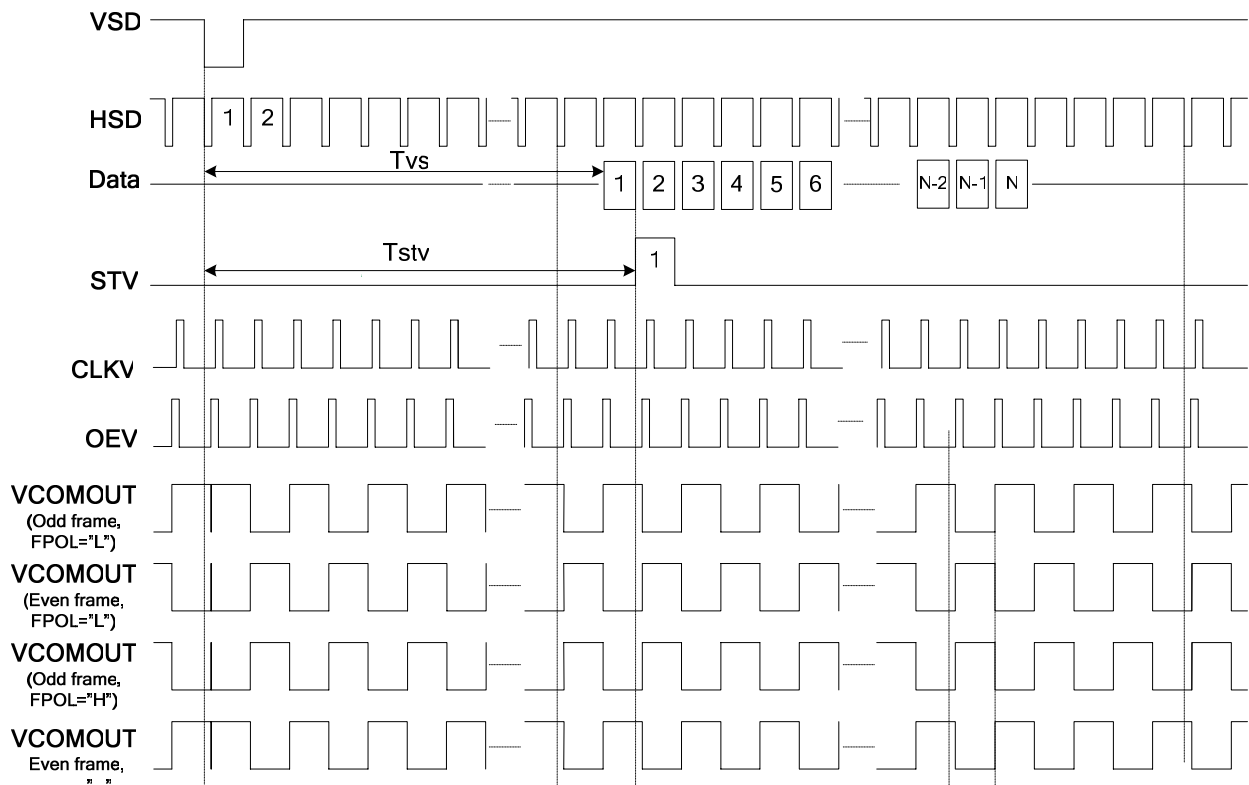 VSD
HSD
1 2
Tvs
Data
1 2 3 4 5 6 N-2 N-1 N
Tstv
STV
1
CLKV
OEV
VCOMOUT
(Odd frame,
FPOL="L")
VCOMOUT
(Even frame,
FPOL="L")
VCOMOUT
(Odd frame,
FPOL="H")
VCOMOUT
Even frame,